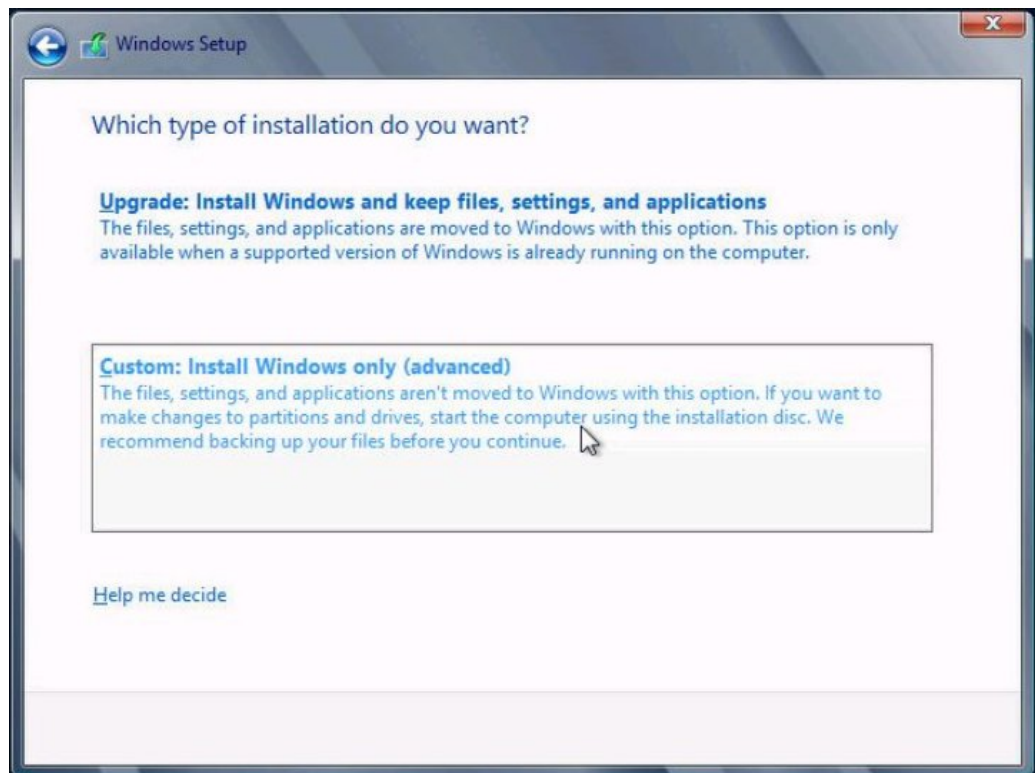 Windows Setup
Which type of installation do you want?
Upgrade: Install Windows and keep files, settings, and applications
The files, settings, and applications are moved to Windows with this option. This option is only
available when a supported version of Windows is already running on the computer.
Custom: Install Windows only (advanced)
The files, settings, and applications aren't moved to Windows with this option. If you want to
make changes to partitions and drives, start the computer using the installation disc. We
recommend backing up your files before you continue.
Help me decide